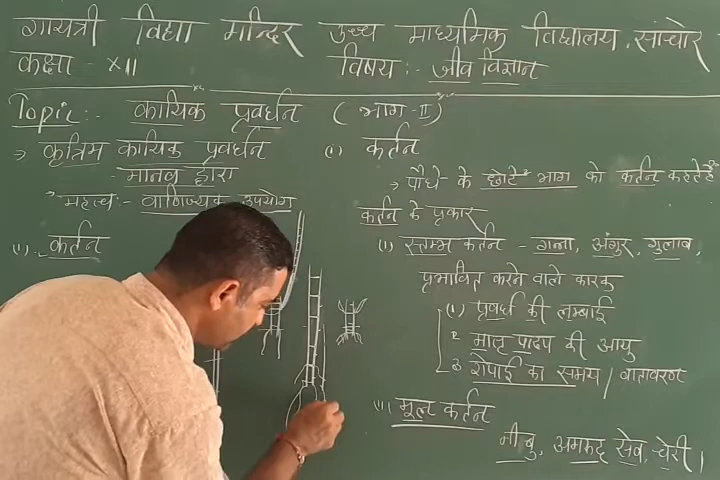 गायत्री विद्या मन्दिर उच्च माध्यमिक विद्यालय, सांचोर -
कक्षा - XII विषय :- जीव विज्ञान
Topic :- कायिक प्रवर्धन ( भाग - II )
→ कृत्रिम कायिक प्रवर्धन
- मानव द्वारा
→ महत्व :- वाणिज्यिक उपयोग
(i) कर्तन
(i) कर्तन
→ पौधे के छोटे भाग को कर्तन कहते हैं
कर्तन के प्रकार
(i) स्तम्भ कर्तन - गन्ना, अंगुर, गुलाब,
प्रभावित करने वाले कारक
(1) प्रवर्ध की लम्बाई
2 मातृ पादप की आयु
3 रोपाई का समय / वातावरण
(ii) मूल कर्तन
नीबु, अमरूद सेव, चेरी,